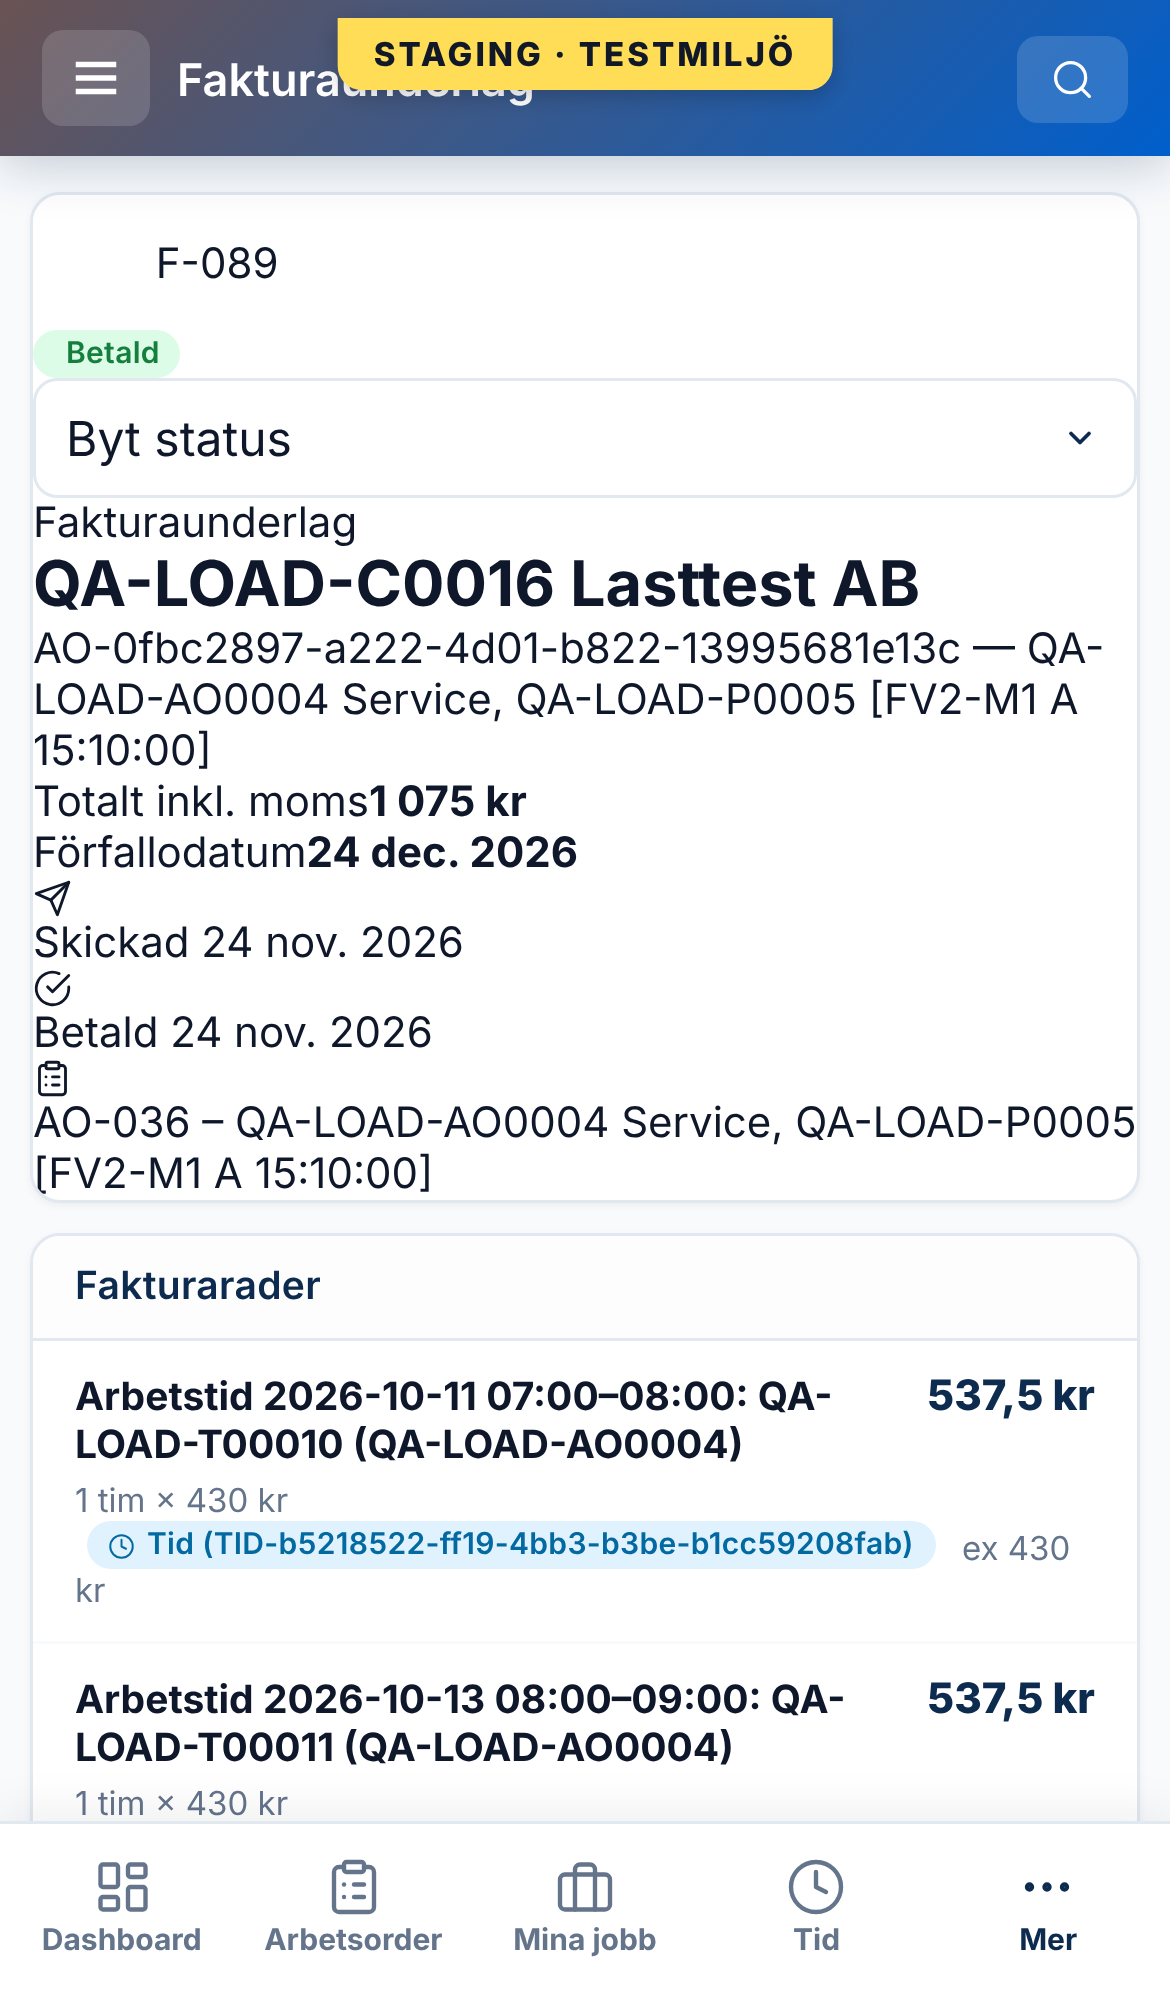 STAGING · TESTMILJÖ
Fakturaunderlag
F-089
Betald
Byt status
Fakturaunderlag
QA-LOAD-C0016 Lasttest AB
AO-0fbc2897-a222-4d01-b822-13995681e13c — QA-
LOAD-AO0004 Service, QA-LOAD-P0005 [FV2-M1 A
15:10:00]
Totalt inkl. moms1 075 kr
Förfallodatum24 dec. 2026
Skickad 24 nov. 2026
Betald 24 nov. 2026
AO-036 – QA-LOAD-AO0004 Service, QA-LOAD-P0005
[FV2-M1 A 15:10:00]
Fakturarader
Arbetstid 2026-10-11 07:00–08:00: QA- 537,5 kr
LOAD-T00010 (QA-LOAD-AO0004)
1 tim × 430 kr
Tid (TID-b5218522-ff19-4bb3-b3be-b1cc59208fab) ex 430
kr
Arbetstid 2026-10-13 08:00–09:00: QA- 537,5 kr
LOAD-T00011 (QA-LOAD-AO0004)
1 tim × 430 kr
Dashboard Arbetsorder Mina jobb Tid Mer